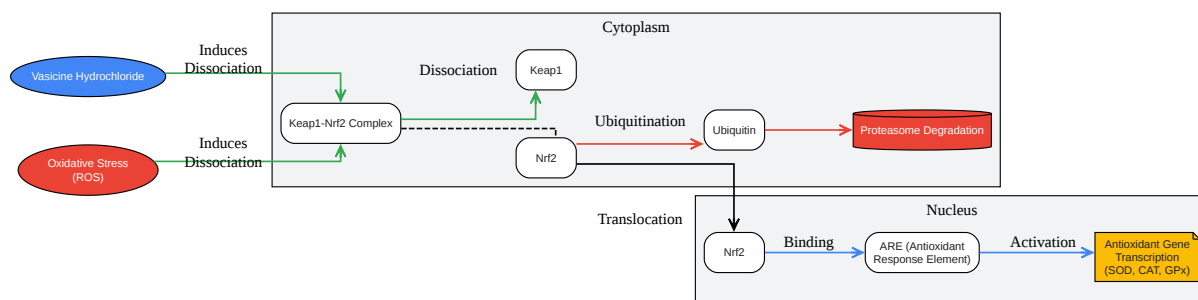 Cytoplasm
Induces
Dissociation
Vasicine Hydrochloride
Dissociation
Keap1
Keap1-Nrf2 Complex
Ubiquitination
Ubiquitin
Proteasome Degradation
Induces
Dissociation
Nrf2
Oxidative Stress
(ROS)
Nucleus
Translocation
Nrf2
Binding
ARE (Antioxidant
Response Element)
Activation
Antioxidant Gene
Transcription
(SOD, CAT, GPx)